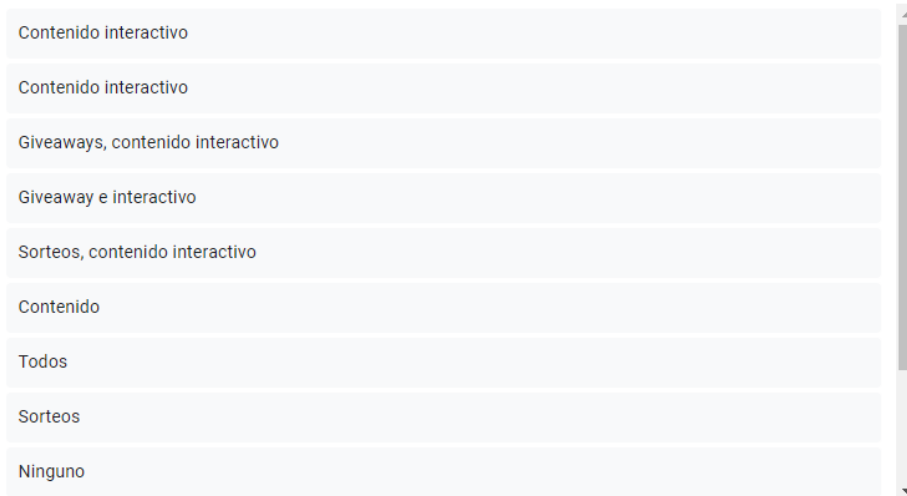 Contenido interactivo
Contenido interactivo
Giveaways, contenido interactivo
Giveaway e interactivo
Sorteos, contenido interactivo
Contenido
Todos
Sorteos
Ninguno